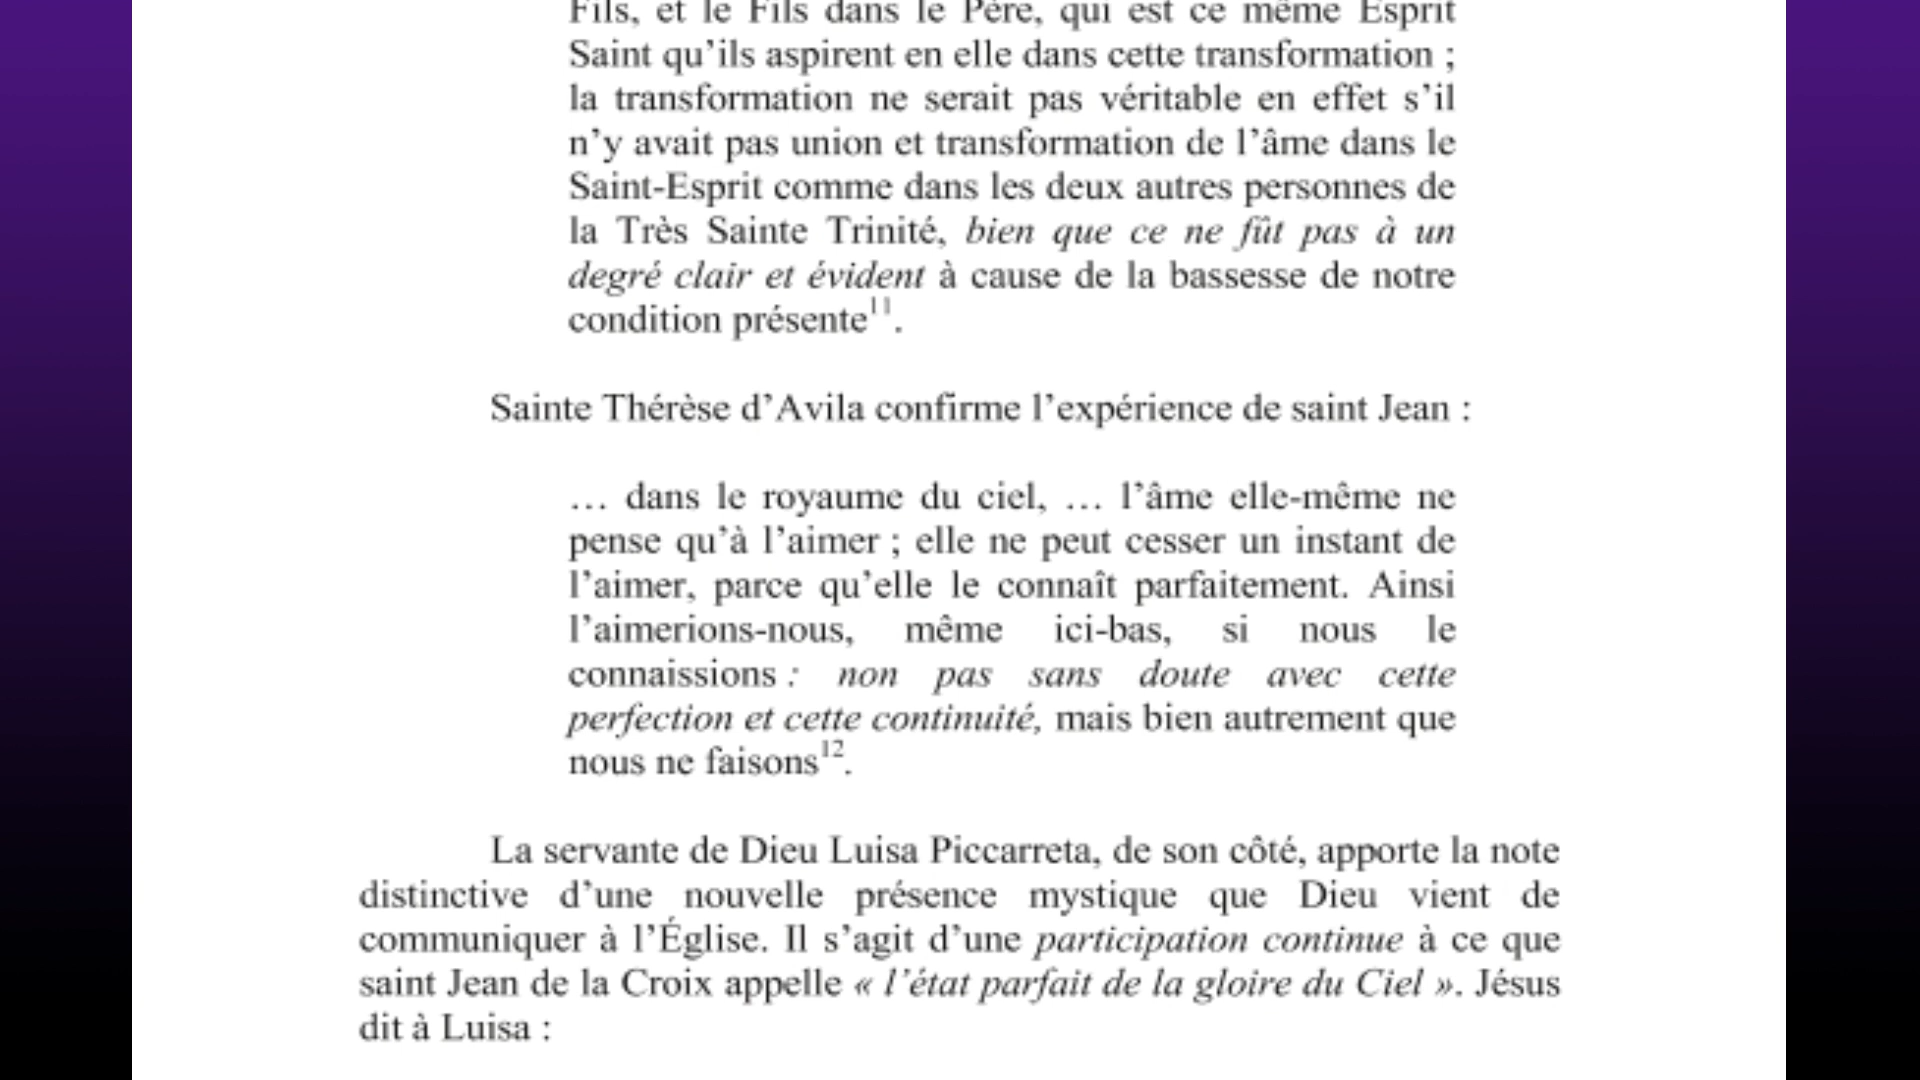 Fils, et le Fils dans le Père, qui est ce même Esprit
Saint qu’ils aspirent en elle dans cette transformation ;
la transformation ne serait pas véritable en effet s’il
n’y avait pas union et transformation de l’âme dans le
Saint-Esprit comme dans les deux autres personnes de
la Très Sainte Trinité, bien que ce ne fût pas à un
degré clair et évident à cause de la bassesse de notre
condition présente¹¹.
Sainte Thérèse d’Avila confirme l’expérience de saint Jean :
… dans le royaume du ciel, … l’âme elle-même ne
pense qu’à l’aimer ; elle ne peut cesser un instant de
l’aimer, parce qu’elle le connaît parfaitement. Ainsi
l’aimerions-nous, même ici-bas, si nous le
connaissions : non pas sans doute avec cette
perfection et cette continuité, mais bien autrement que
nous ne faisons¹².
La servante de Dieu Luisa Piccarreta, de son côté, apporte la note
distinctive d’une nouvelle présence mystique que Dieu vient de
communiquer à l’Église. Il s’agit d’une participation continue à ce que
saint Jean de la Croix appelle « l’état parfait de la gloire du Ciel ». Jésus
dit à Luisa :